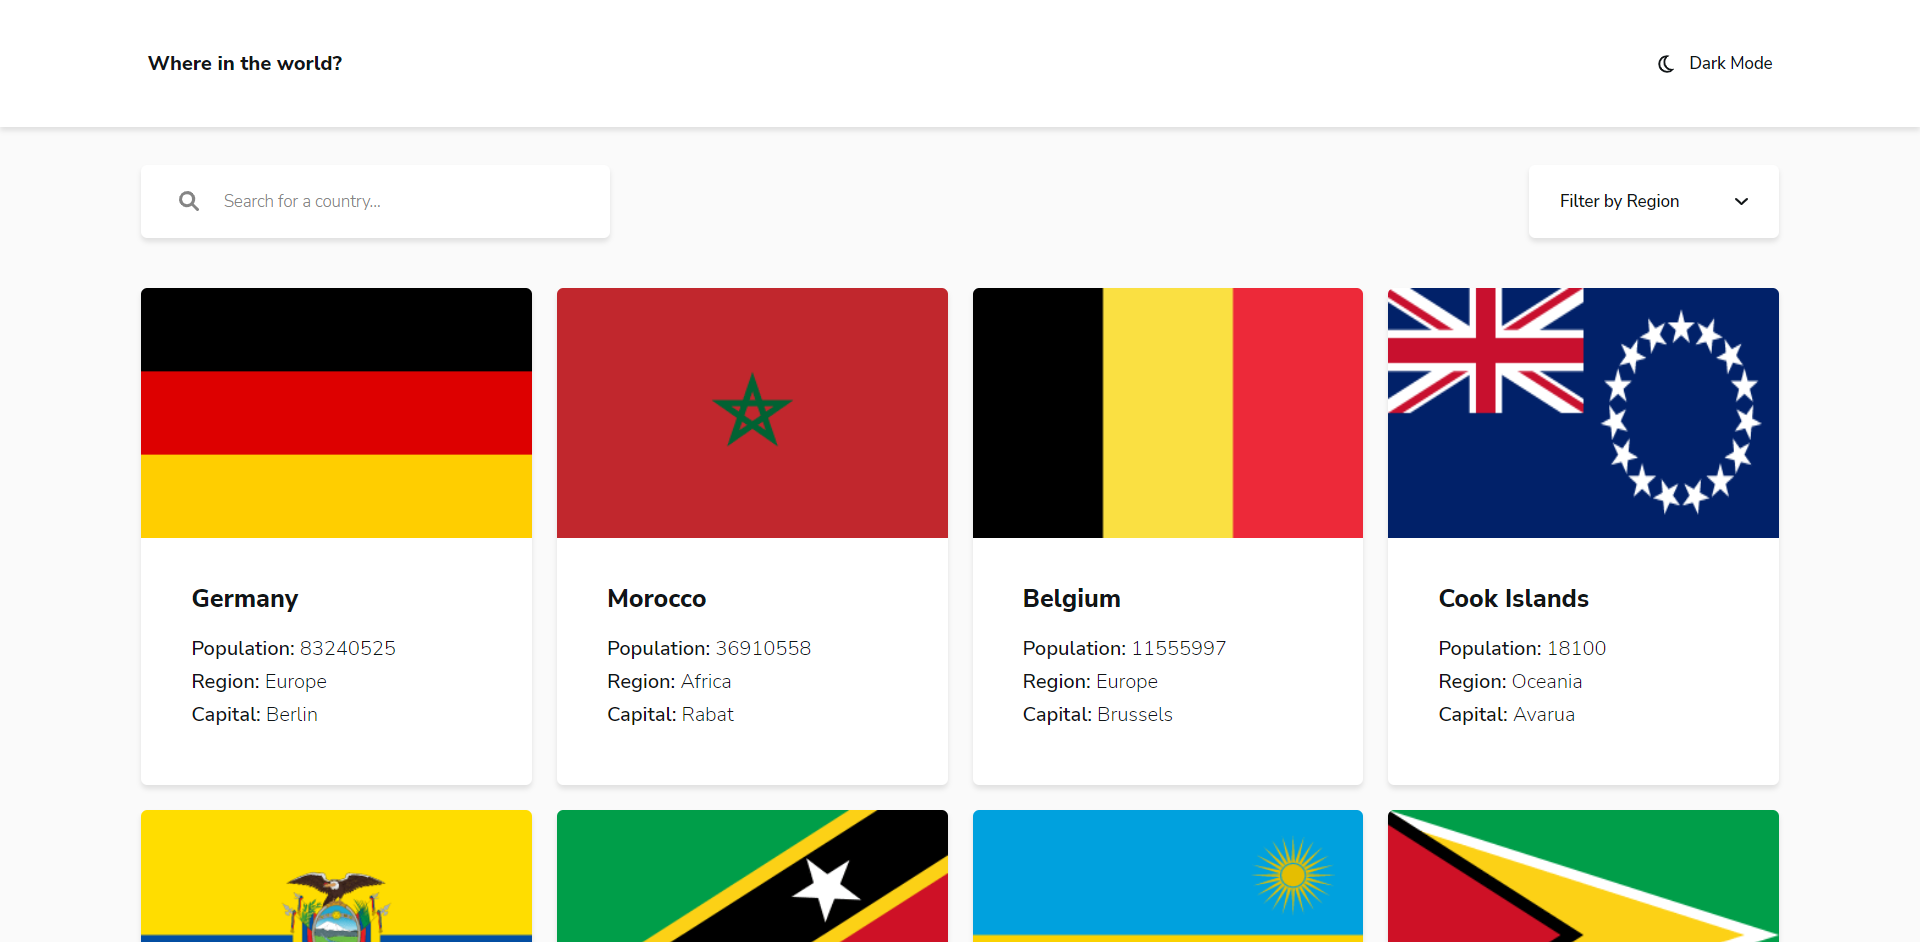 Where in the world?
Dark Mode
Search for a country...
Filter by Region
Germany
Population: 83240525
Region: Europe
Capital: Berlin
Morocco
Population: 36910558
Region: Africa
Capital: Rabat
Belgium
Population: 11555997
Region: Europe
Capital: Brussels
Cook Islands
Population: 18100
Region: Oceania
Capital: Avarua